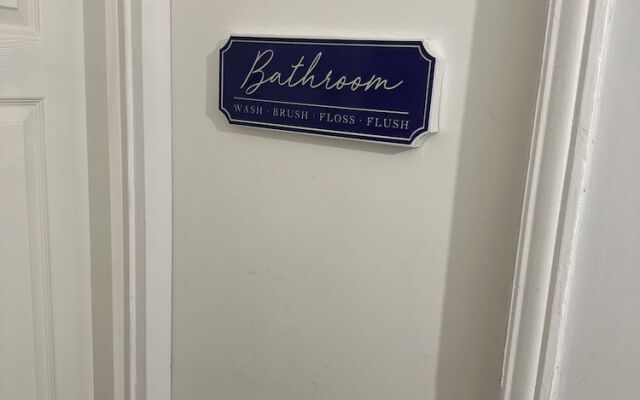 Bathroom
WASH · BRUSH · FLOSS · FLUSH